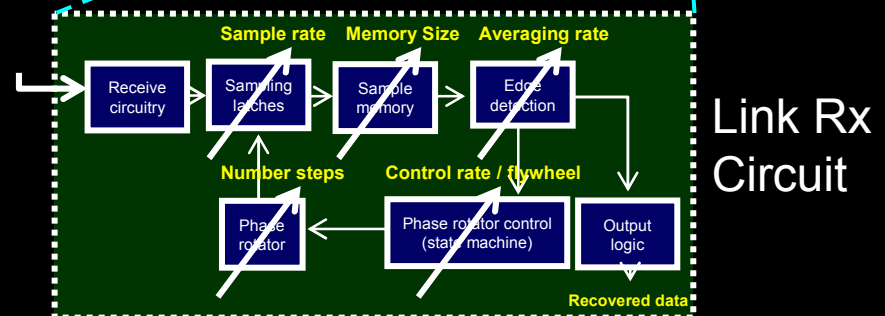 Sample rate
Memory Size
Averaging rate
Receive
circuitry
Sampling
latches
Sample
memory
Edge
detection
Link Rx
Circuit
Number steps
Control rate / flywheel
Phase
rotator
Phase rotator control
(state machine)
Output
logic
Recovered data